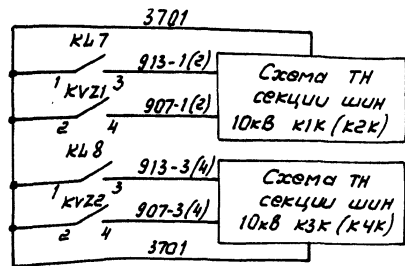 3701
KL7
1 3 913-1(2)
KVZ1
2 4 907-1(2)
Схема ТН
секции шин
10кВ К1К (К2К)
KL8
1 3 913-3(4)
KVZ2
2 4 907-3(4)
Схема ТН
секции шин
10кВ К3К (К4К)
3701